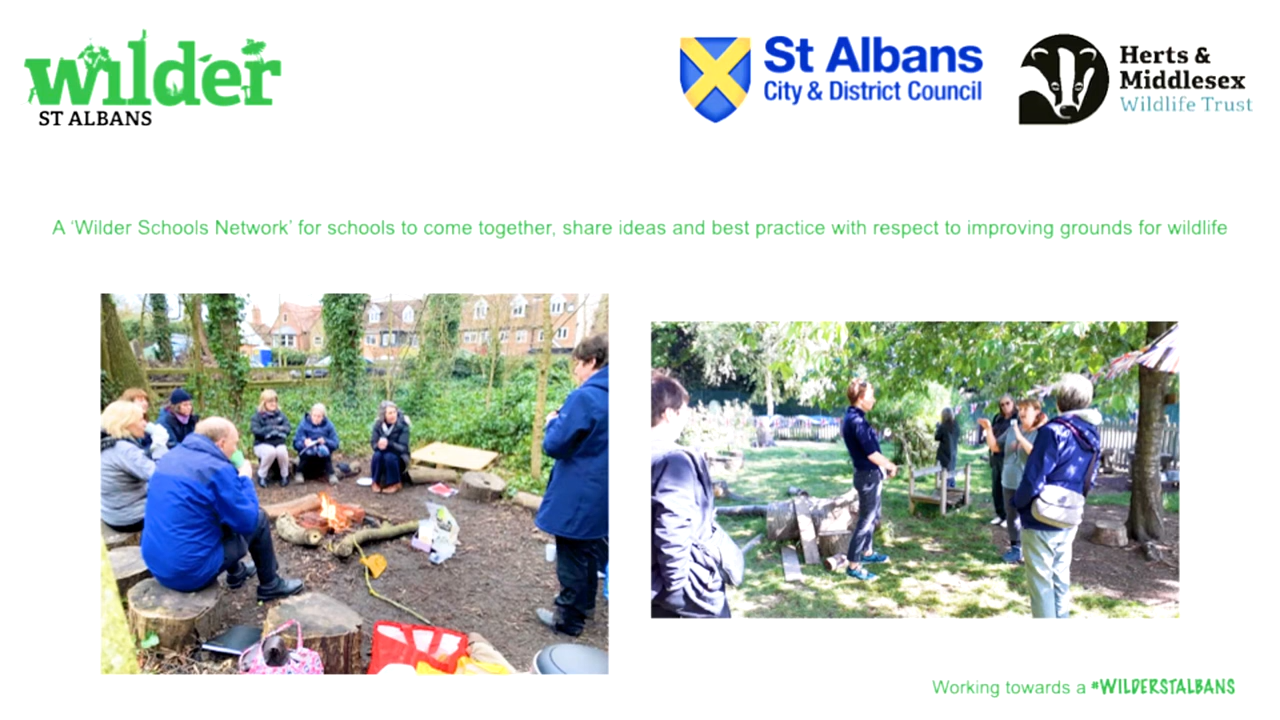 wilder
ST ALBANS
St Albans
City & District Council
Herts &
Middlesex
Wildlife Trust
A ‘Wilder Schools Network’ for schools to come together, share ideas and best practice with respect to improving grounds for wildlife
Working towards a #WILDERSTALBANS